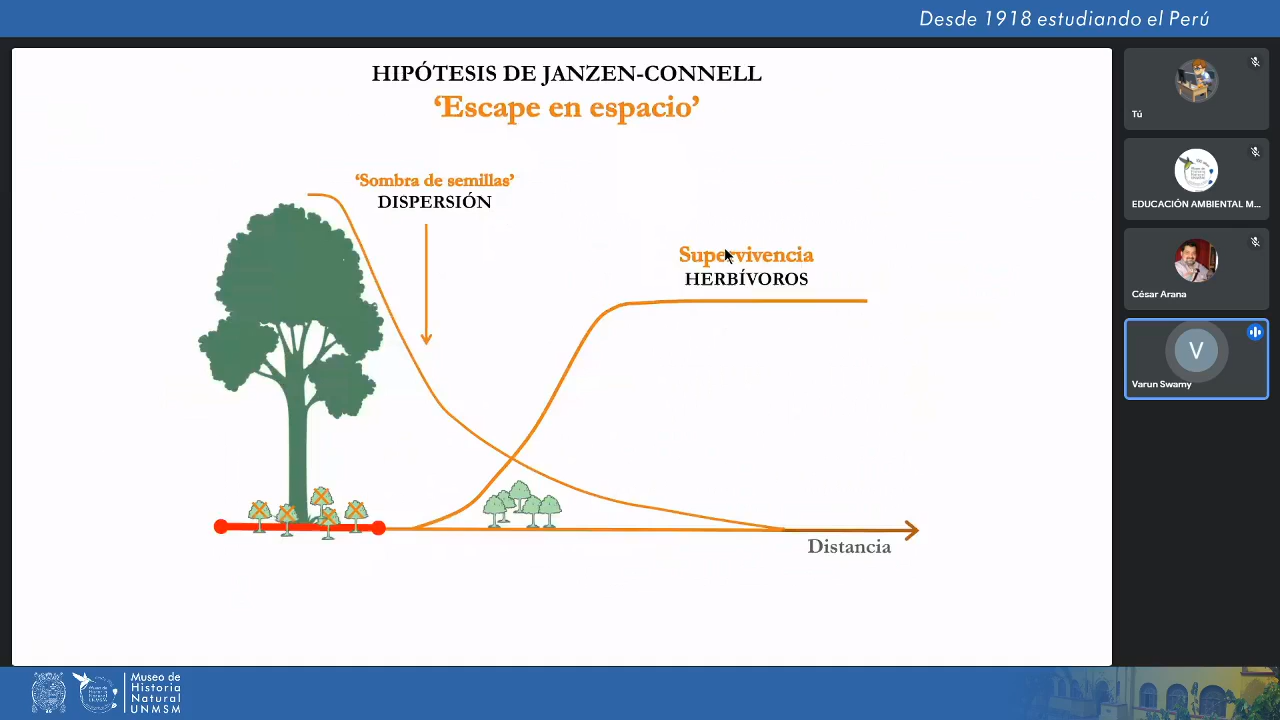 Desde 1918 estudiando el Perú
HIPÓTESIS DE JANZEN-CONNELL
‘Escape en espacio’
‘Sombra de semillas’
DISPERSIÓN
Supervivencia
HERBÍVOROS
Distancia
Tú
EDUCACIÓN AMBIENTAL M...
César Arana
V
Varun Swamy
Museo de
Historia
Natural
UNMSM